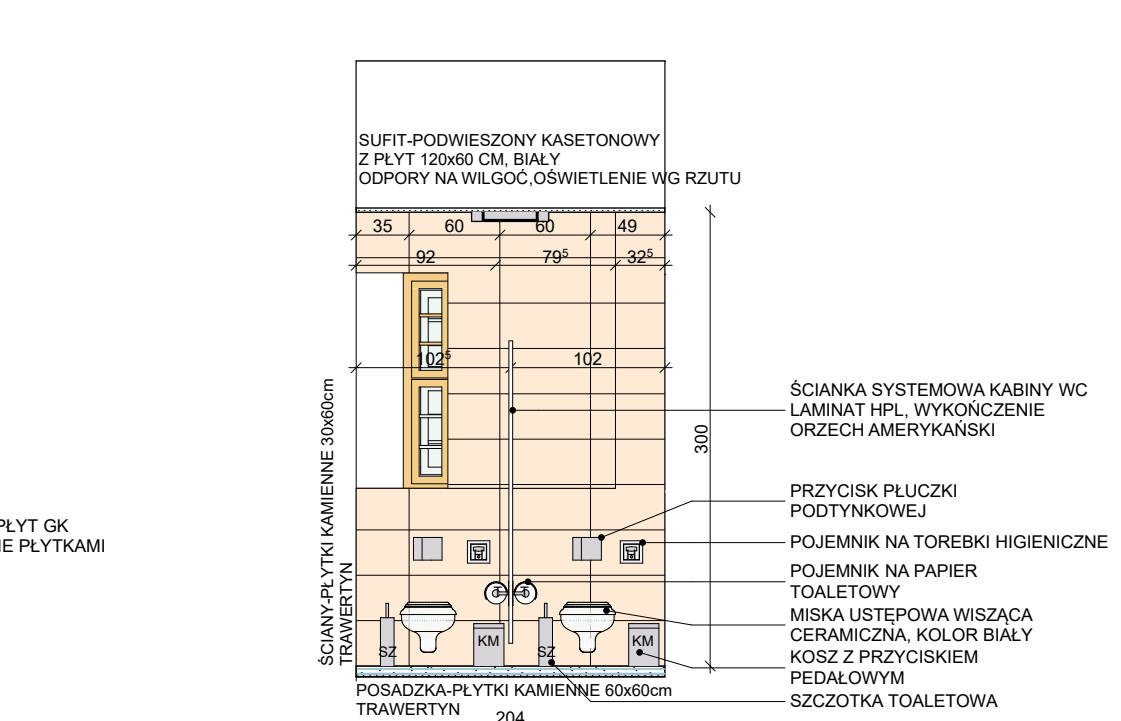 SUFIT-PODWIESZONY KASETONOWY
Z PŁYT 120x60 CM, BIAŁY
ODPORY NA WILGOĆ,OŚWIETLENIE WG RZUTU
35
60
60
49
92
79⁵
32⁵
102⁵
102
300
ŚCIANY-PŁYTKI KAMIENNE 30x60cm
TRAWERTYN
PŁYT GK
IE PŁYTKAMI
ŚCIANKA SYSTEMOWA KABINY WC
LAMINAT HPL, WYKOŃCZENIE
ORZECH AMERYKAŃSKI
PRZYCISK PŁUCZKI
PODTYNKOWEJ
POJEMNIK NA TOREBKI HIGIENICZNE
POJEMNIK NA PAPIER
TOALETOWY
MISKA USTĘPOWA WISZĄCA
CERAMICZNA, KOLOR BIAŁY
KOSZ Z PRZYCISKIEM
PEDAŁOWYM
SZCZOTKA TOALETOWA
SZ
KM
SZ
KM
POSADZKA-PŁYTKI KAMIENNE 60x60cm
TRAWERTYN
204